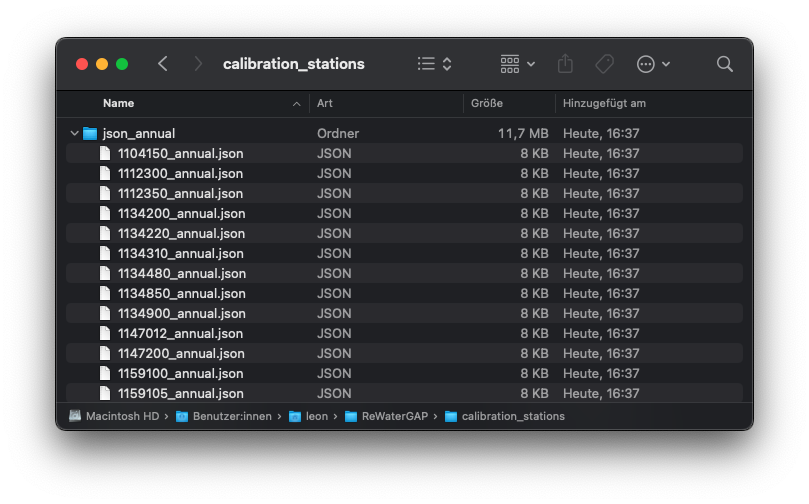 calibration_stations
Name Art Größe Hinzugefügt am
json_annual Ordner 11,7 MB Heute, 16:37
1104150_annual.json JSON 8 KB Heute, 16:37
1112300_annual.json JSON 8 KB Heute, 16:37
1112350_annual.json JSON 8 KB Heute, 16:37
1134200_annual.json JSON 8 KB Heute, 16:37
1134220_annual.json JSON 8 KB Heute, 16:37
1134310_annual.json JSON 8 KB Heute, 16:37
1134480_annual.json JSON 8 KB Heute, 16:37
1134850_annual.json JSON 8 KB Heute, 16:37
1134900_annual.json JSON 8 KB Heute, 16:37
1147012_annual.json JSON 8 KB Heute, 16:37
1147200_annual.json JSON 8 KB Heute, 16:37
1159100_annual.json JSON 8 KB Heute, 16:37
1159105_annual.json JSON 8 KB Heute, 16:37
Macintosh HD › Benutzer:innen › leon › ReWaterGAP › calibration_stations